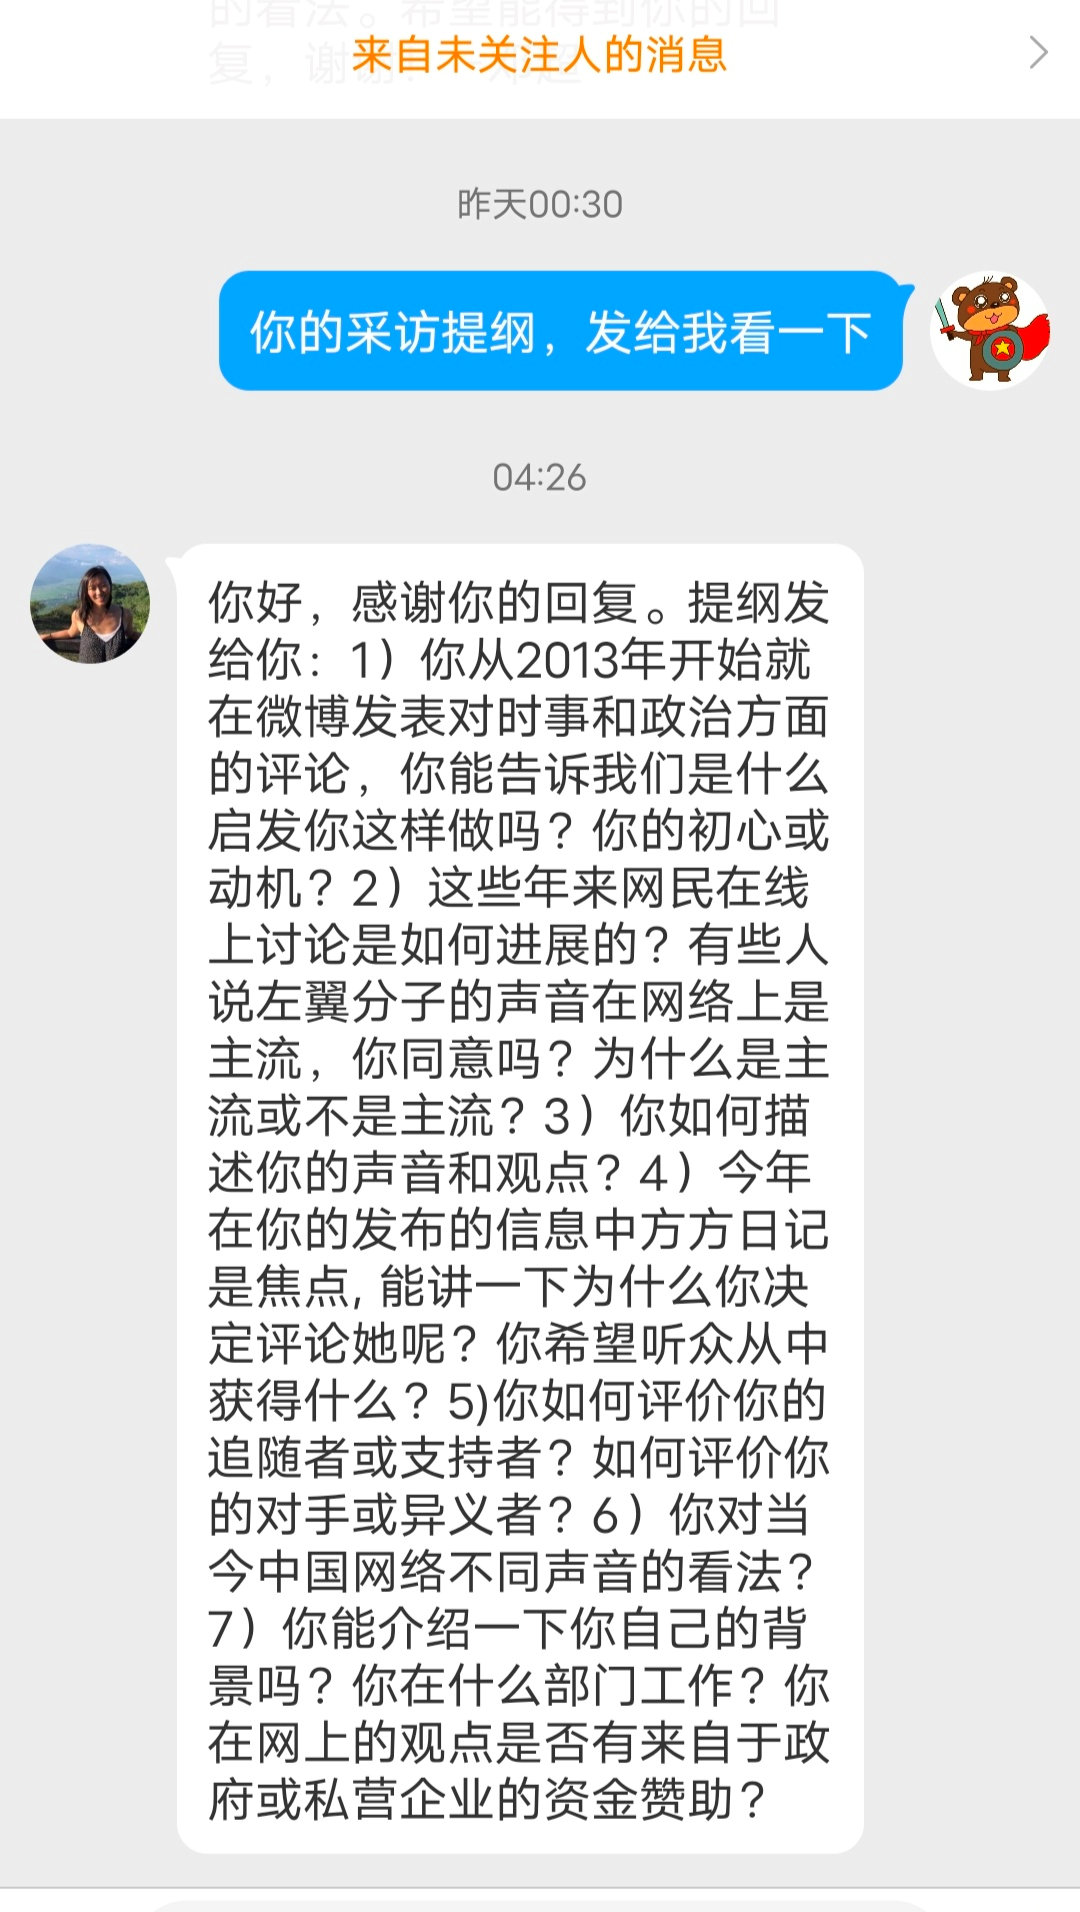 的看法。希望能得到你的回
复，谢谢！
来自未关注人的消息
昨天00:30
你的采访提纲，发给我看一下
04:26
你好，感谢你的回复。提纲发
给你：1）你从2013年开始就
在微博发表对时事和政治方面
的评论，你能告诉我们是什么
启发你这样做吗？你的初心或
动机？2）这些年来网民在线
上讨论是如何进展的？有些人
说左翼分子的声音在网络上是
主流，你同意吗？为什么是主
流或不是主流？3）你如何描
述你的声音和观点？4）今年
在你的发布的信息中方方日记
是焦点, 能讲一下为什么你决
定评论她呢？你希望听众从中
获得什么？5)你如何评价你的
追随者或支持者？如何评价你
的对手或异义者？6）你对当
今中国网络不同声音的看法？
7）你能介绍一下你自己的背
景吗？你在什么部门工作？你
在网上的观点是否有来自于政
府或私营企业的资金赞助？